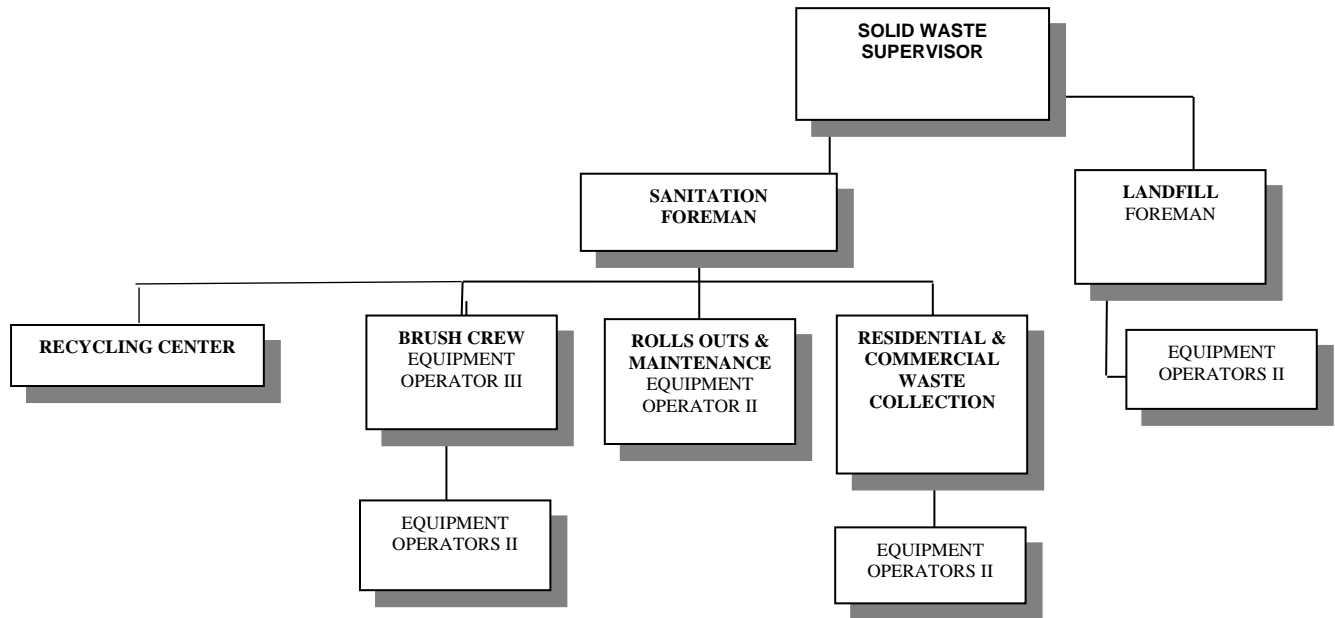 SOLID WASTE
SUPERVISOR
SANITATION
FOREMAN
LANDFILL
FOREMAN
RECYCLING CENTER
BRUSH CREW
EQUIPMENT
OPERATOR III
ROLLS OUTS &
MAINTENANCE
EQUIPMENT
OPERATOR II
RESIDENTIAL &
COMMERCIAL
WASTE
COLLECTION
EQUIPMENT
OPERATORS II
EQUIPMENT
OPERATORS II
EQUIPMENT
OPERATORS II